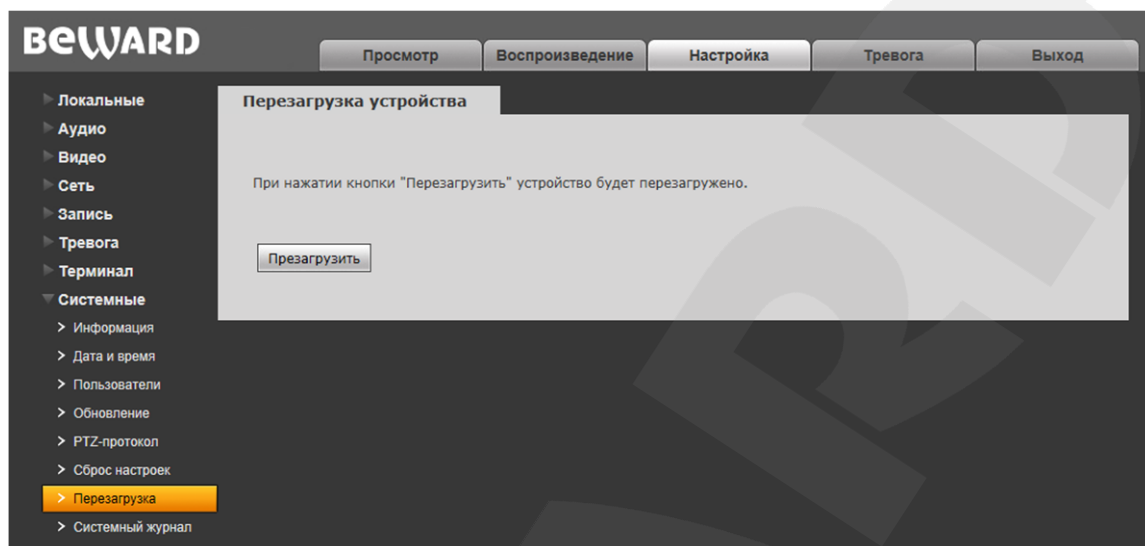 BEWARD
Просмотр Воспроизведение Настройка Тревога Выход
Локальные
Аудио
Видео
Сеть
Запись
Тревога
Терминал
Системные
Информация
Дата и время
Пользователи
Обновление
PTZ-протокол
Сброс настроек
Перезагрузка
Системный журнал
Перезагрузка устройства
При нажатии кнопки "Перезагрузить" устройство будет перезагружено.
Презагрузить